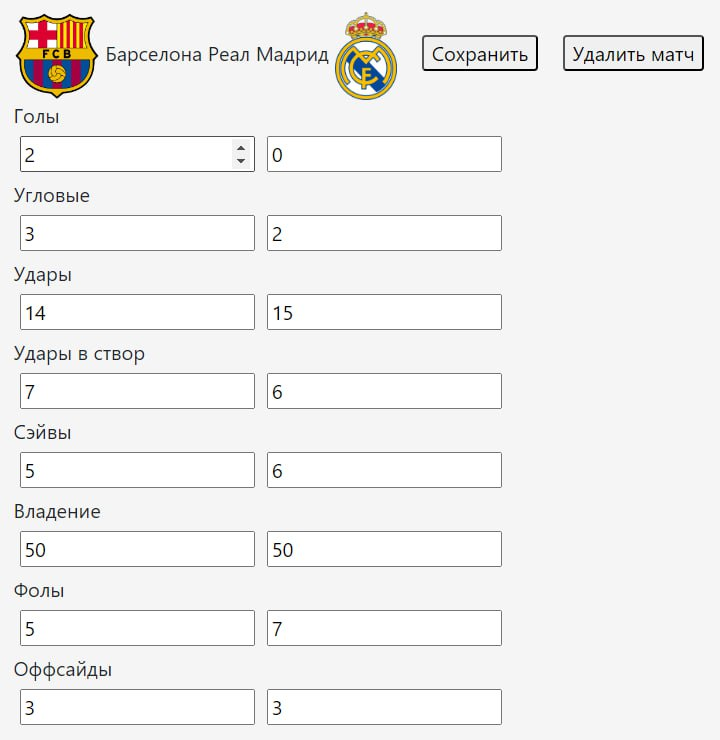 FCB Барселона Реал Мадрид Сохранить Удалить матч
Голы
2 0
Угловые
3 2
Удары
14 15
Удары в створ
7 6
Сэйвы
5 6
Владение
50 50
Фолы
5 7
Оффсайды
3 3